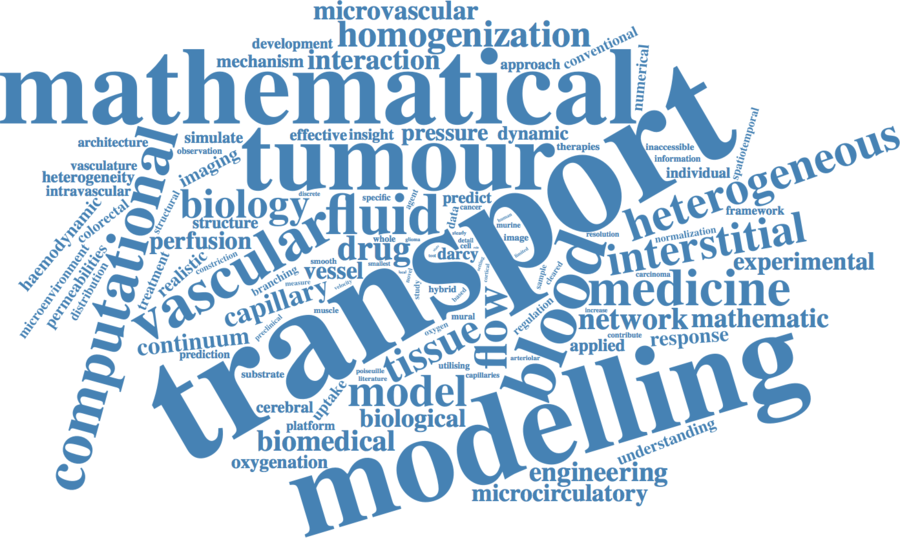 microvascular
development
homogenization
conventional
mechanism
interaction
approach
numerical
mathematical
architecture
simulate
observation
effective
insight
pressure
dynamic
therapies
inaccessible
information
spatiotemporal
vasculature
heterogeneity
intravascular
imaging
tumour
individual
transport
heterogeneous
computational
structural
biology
discrete
specific
agent
predict
cancer
data
framework
haemodynamic
colorectal
structure
fluid
human
murine
resolution
normalization
microenvironment
permeabilities
distribution
perfusion
realistic
constriction
vascular
drug
whole
glioma
steady
detail
cell
image
darcy
interstitial
experimental
treatment
smooth
smallest
vessel
branching
measure
velocity
capillary
study
hybrid
based
sample
cleared
blood
carcinoma
medicine
preclinical
muscle
mural
regulation
increase
network
mathematic
continuum
prediction
oxygen
tissue
flow
arteriolar
applied
contribute
response
substrate
poiseuille
literature
utilising
capillaries
model
modelling
cerebral
uptake
platform
biological
biomedical
understanding
oxygenation
engineering
microcirculatory